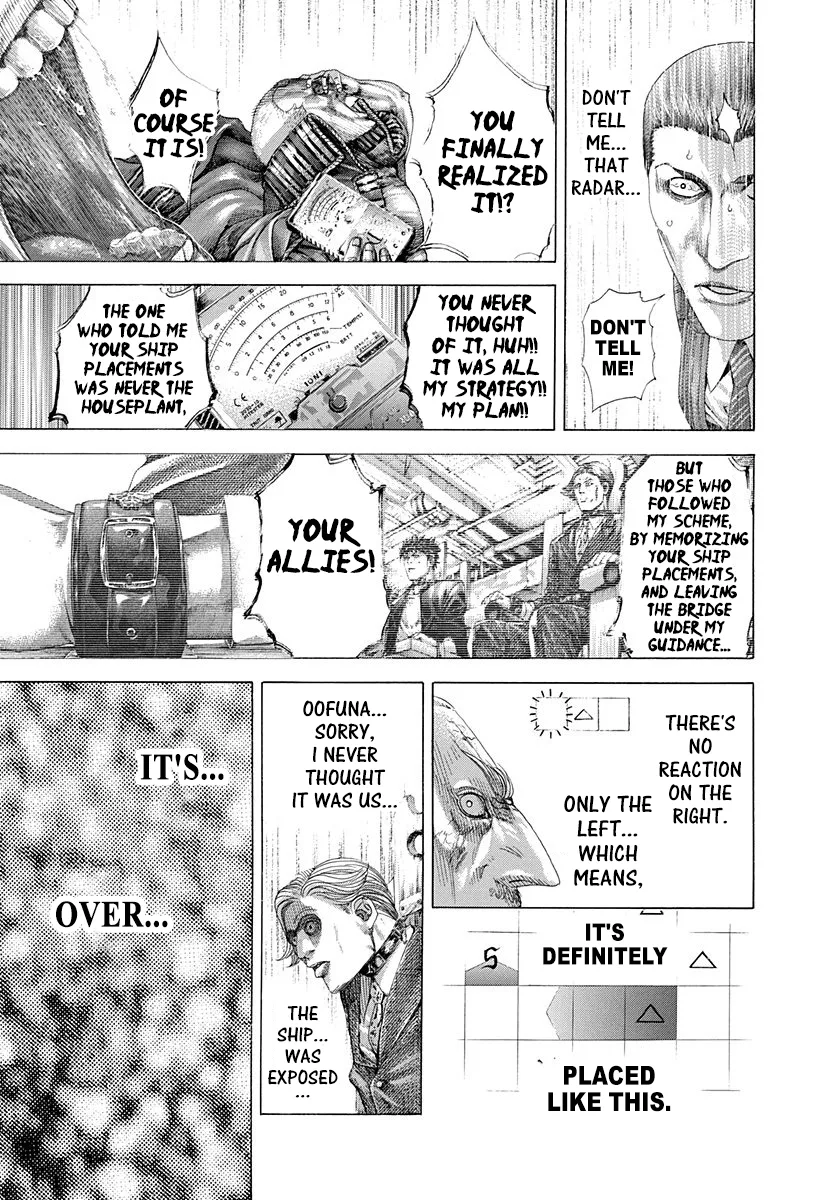 DON'T
TELL
ME...
THAT
RADAR...
DON'T
TELL
ME!
YOU
FINALLY
REALIZED
IT!?
OF
COURSE
IT IS!
YOU NEVER
THOUGHT
OF IT, HUH!!
IT WAS ALL
MY STRATEGY!!
MY PLAN!!
THE ONE
WHO TOLD ME
YOUR SHIP
PLACEMENTS
WAS NEVER THE
HOUSEPLANT,
BUT
THOSE WHO
FOLLOWED
MY SCHEME,
BY MEMORIZING
YOUR SHIP
PLACEMENTS,
AND LEAVING
THE BRIDGE
UNDER MY
GUIDANCE...
YOUR
ALLIES!
THERE'S
NO
REACTION
ON THE
RIGHT.
ONLY THE
LEFT...
WHICH
MEANS,
IT'S
DEFINITELY
S
PLACED
LIKE THIS.
OOFUNA...
SORRY,
I NEVER
THOUGHT
IT WAS US...
THE
SHIP...
WAS
EXPOSED
...
IT'S...
OVER...